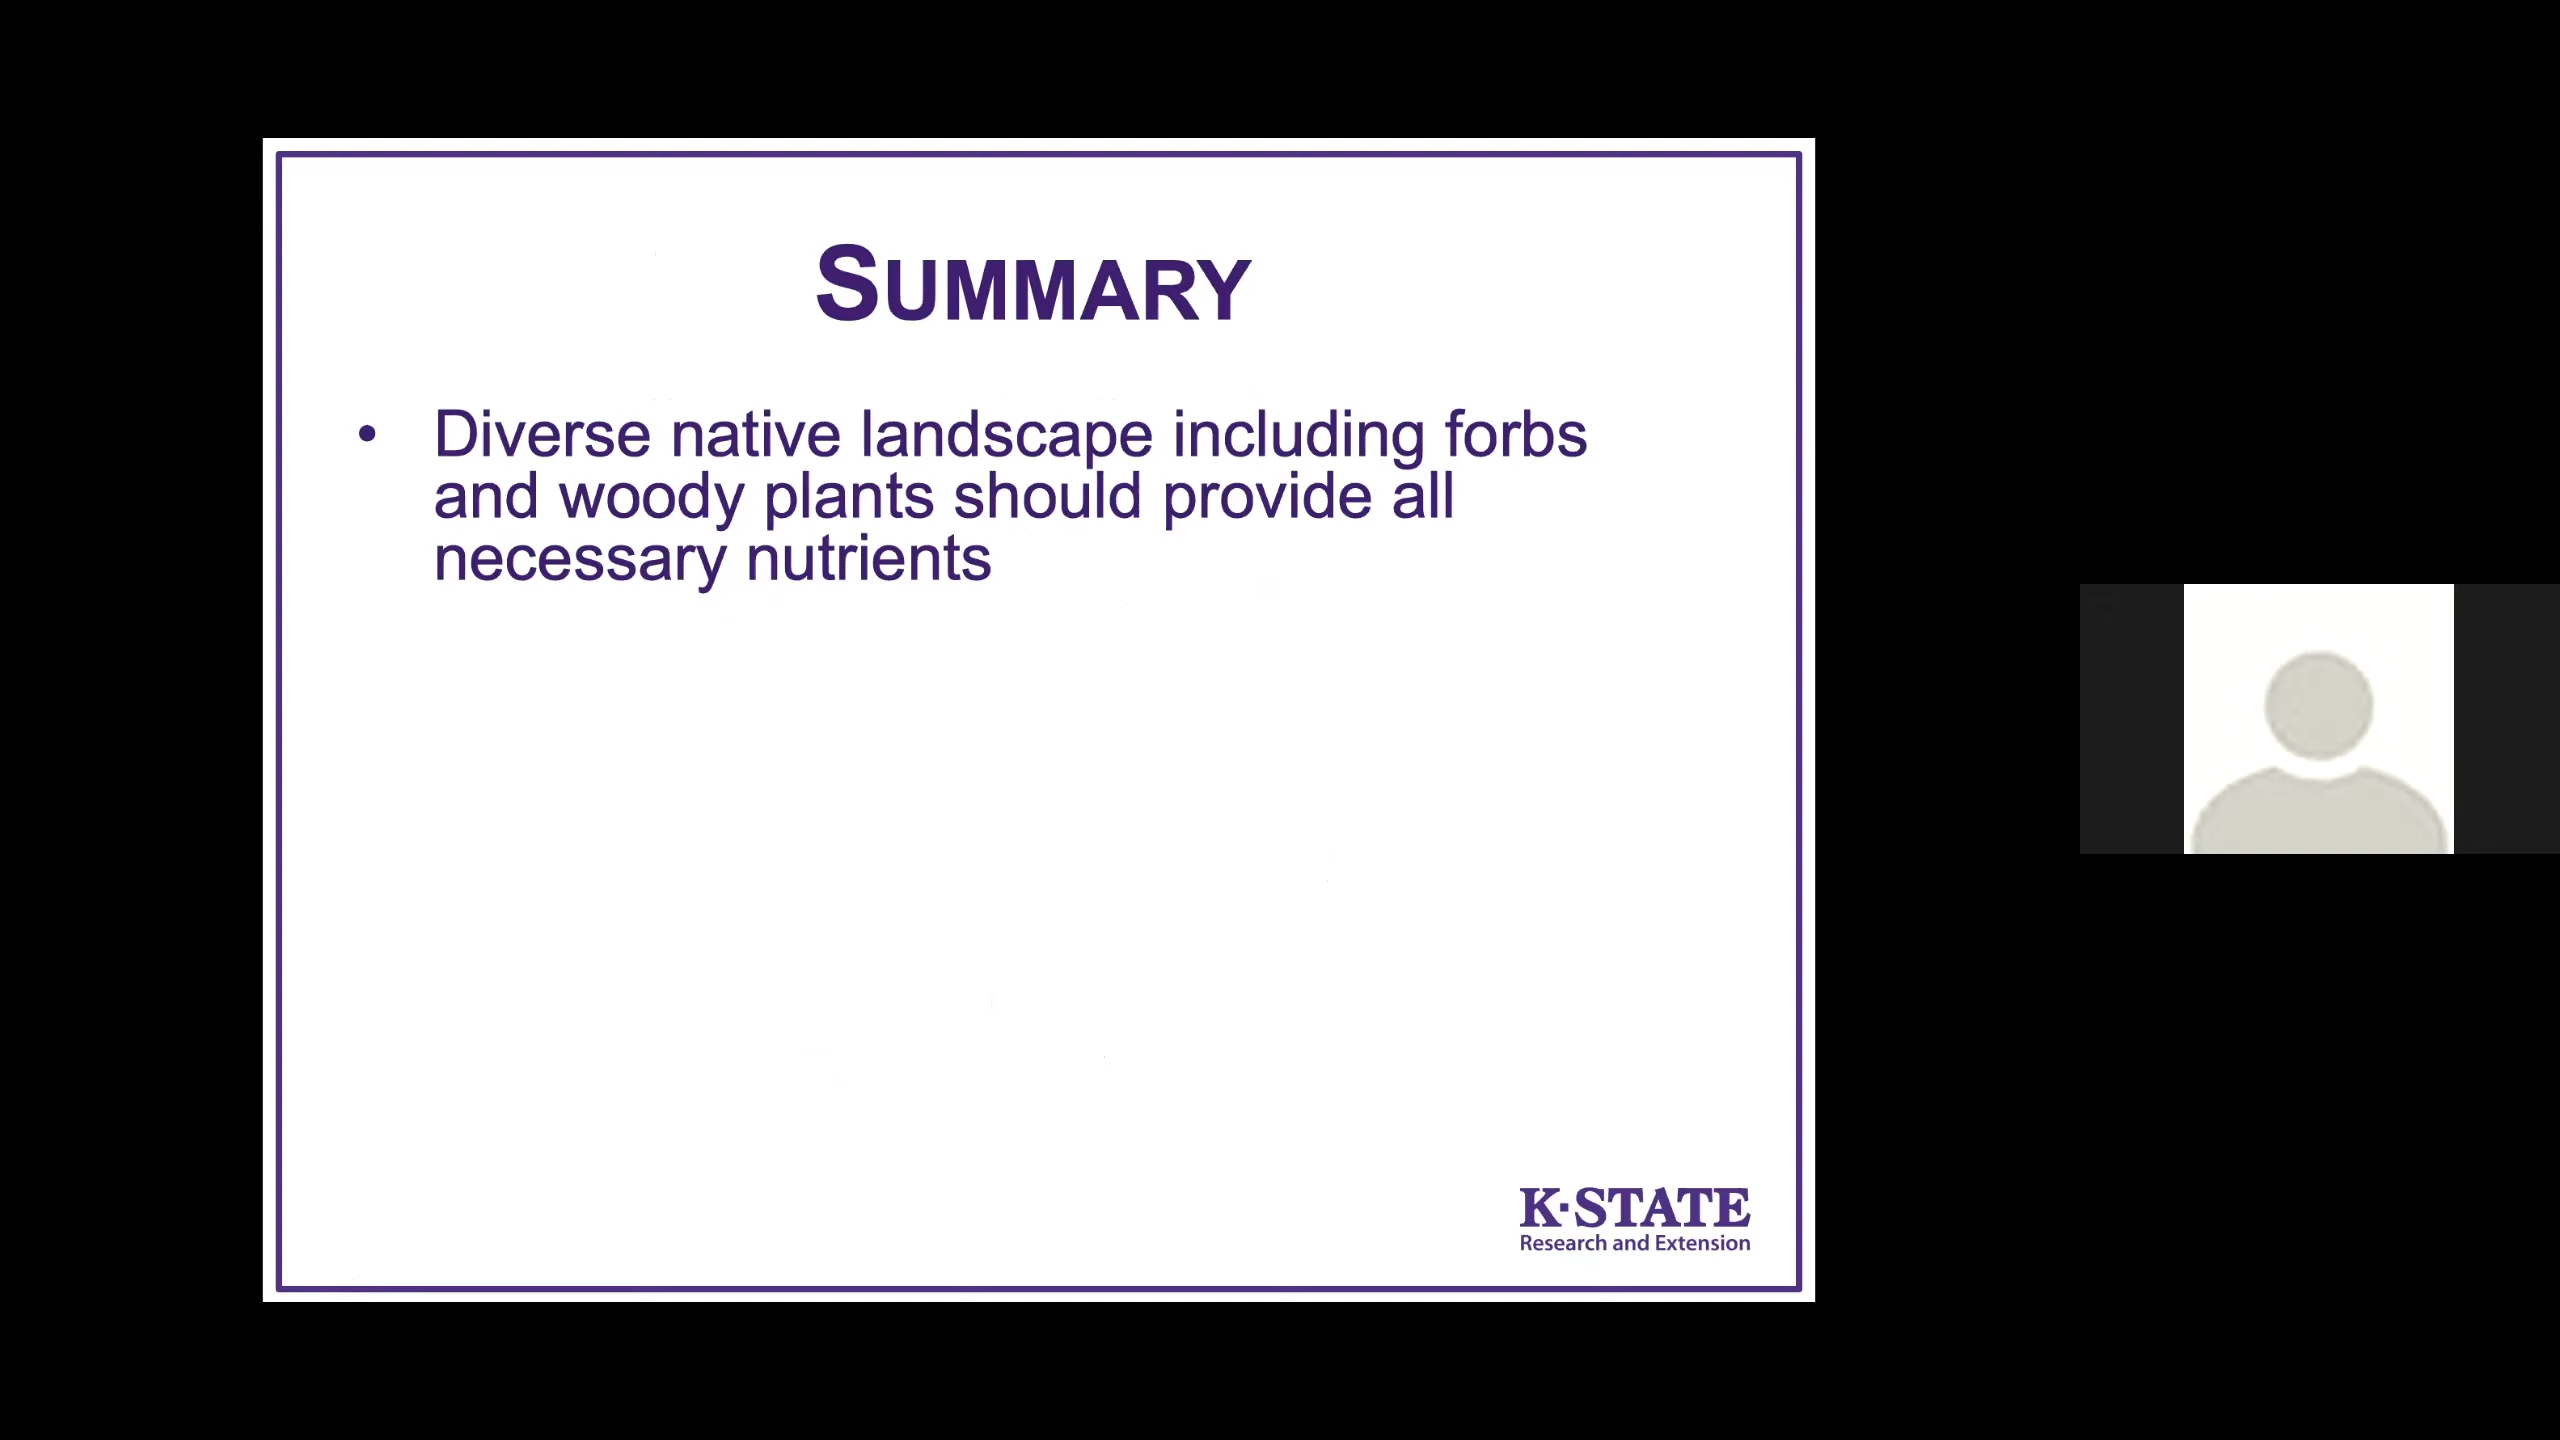 SUMMARY
• Diverse native landscape including forbs
and woody plants should provide all
necessary nutrients
K·STATE
Research and Extension